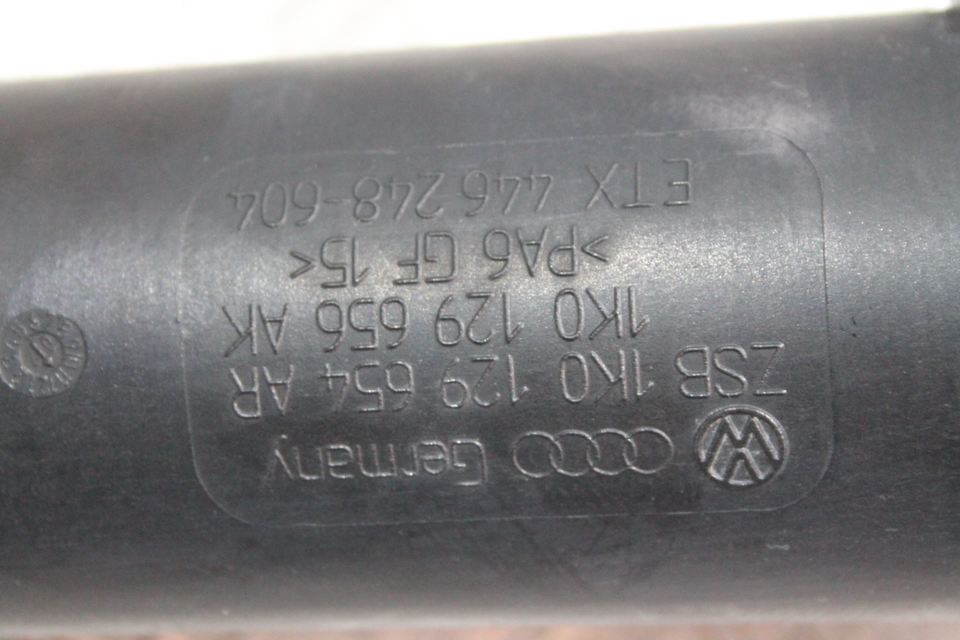 Germany
ZSB 1K0 129 654 AR
1K0 129 656 AK
>PA6 GF 15<
ETX 446 248-604